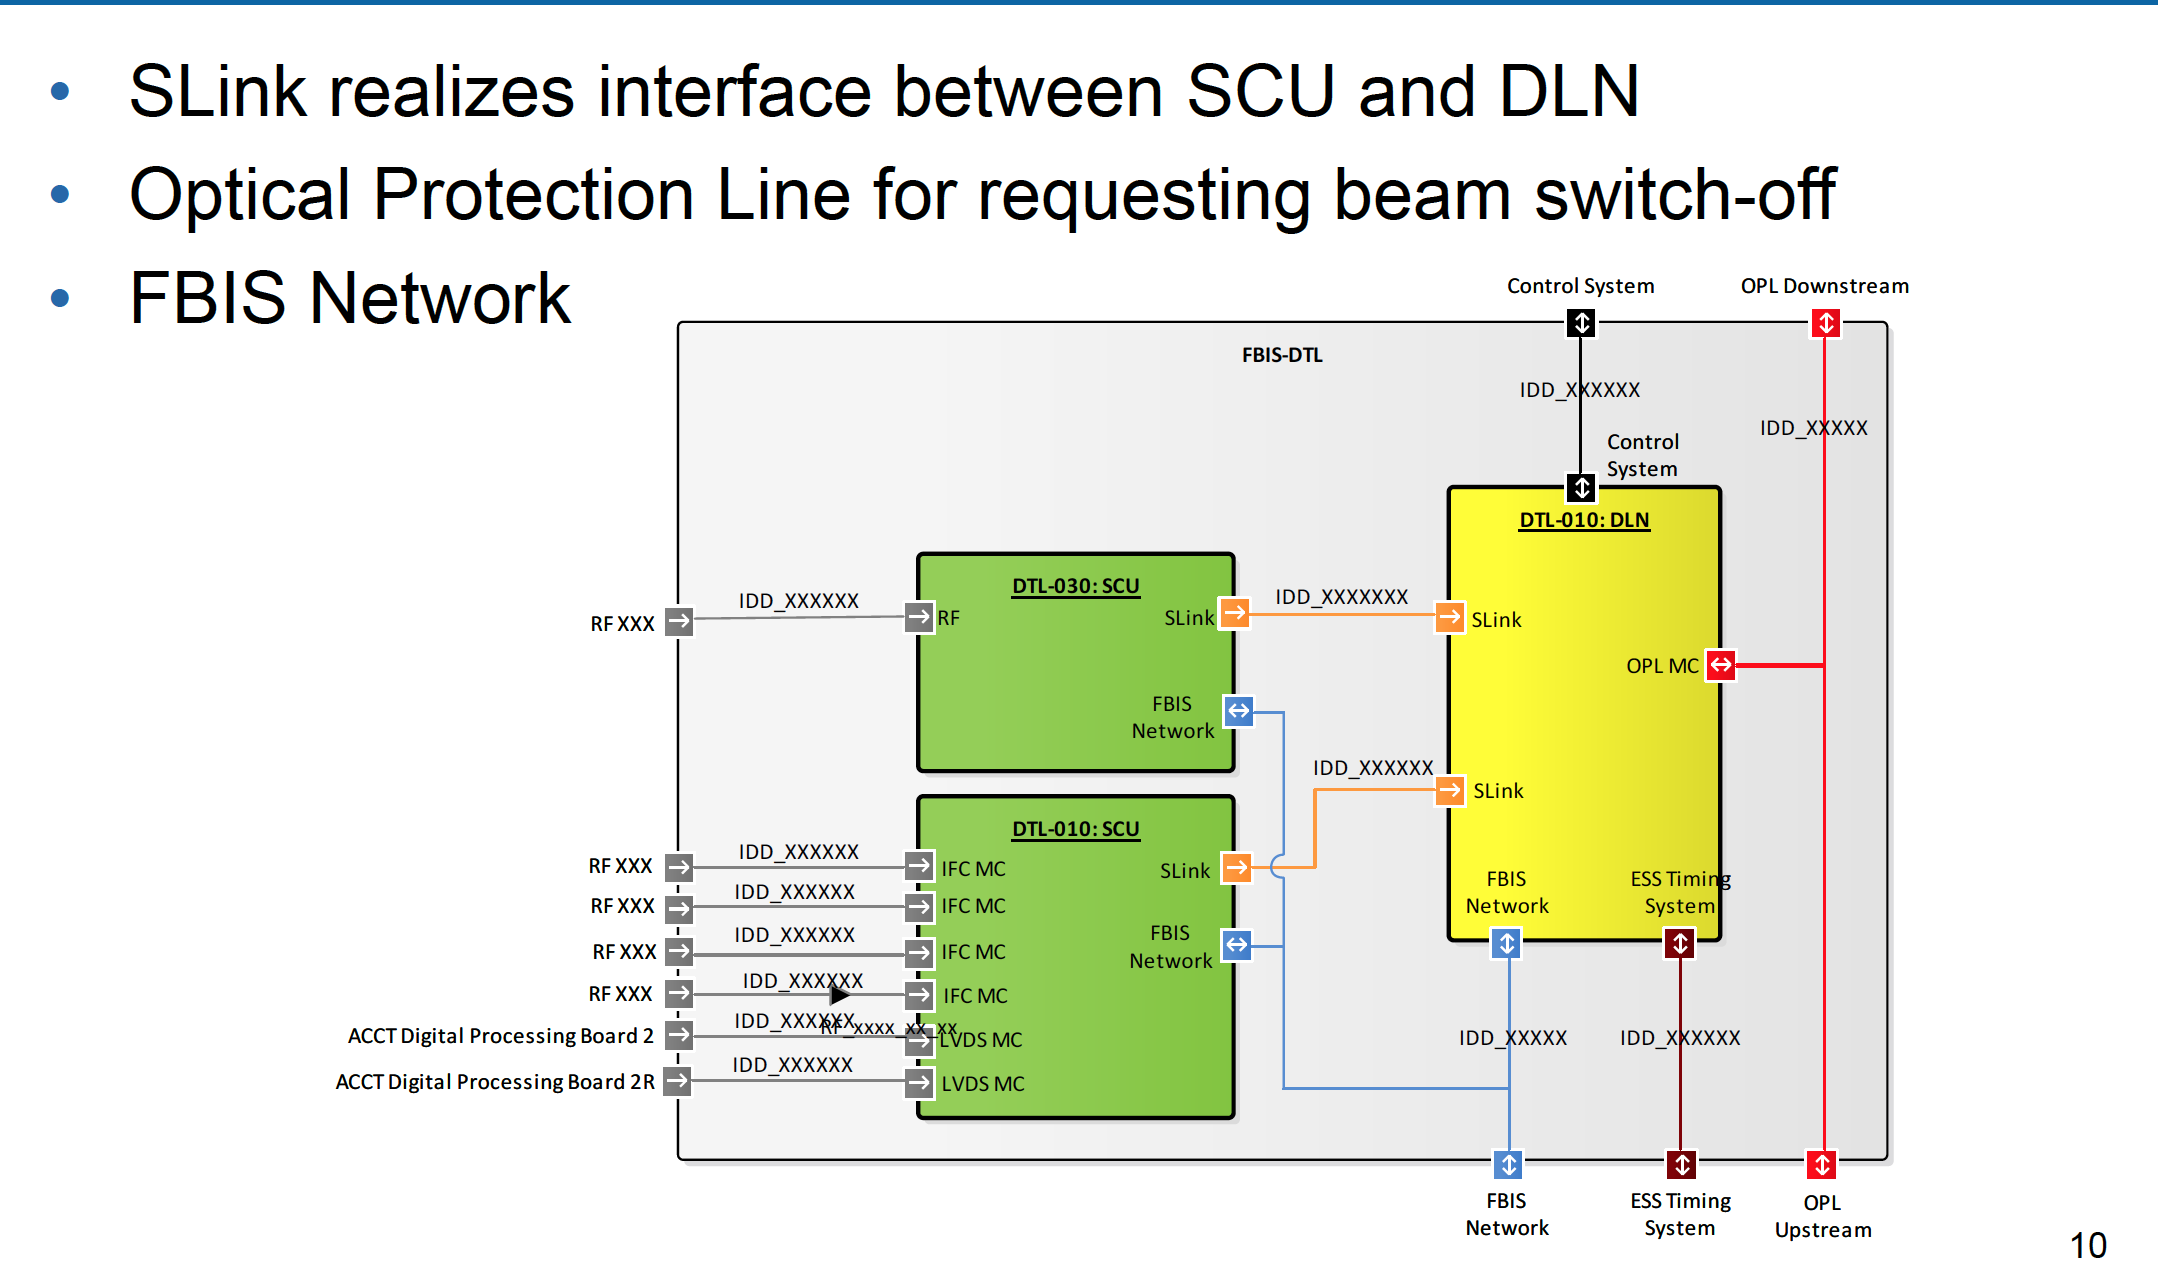 • SLink realizes interface between SCU and DLN
• Optical Protection Line for requesting beam switch-off
• FBIS Network
Control System
OPL Downstream
FBIS-DTL
IDD_XXXXXX
IDD_XXXXX
Control
System
DTL-010: DLN
DTL-030: SCU
RF XXX
IDD_XXXXXX
RF
SLink
IDD_XXXXXXX
SLink
OPL MC
FBIS
Network
IDD_XXXXXX
SLink
DTL-010: SCU
RF XXX
IDD_XXXXXX
IFC MC
SLink
RF XXX
IDD_XXXXXX
IFC MC
FBIS
Network
ESS Timing
System
RF XXX
IDD_XXXXXX
IFC MC
FBIS
Network
RF XXX
IDD_XXXXXX
IFC MC
ACCT Digital Processing Board 2
IDD_XXXXXX
RF_xxxx_xx_xx
LVDS MC
ACCT Digital Processing Board 2R
IDD_XXXXXX
LVDS MC
IDD_XXXXX
IDD_XXXXXX
FBIS
Network
ESS Timing
System
OPL
Upstream
10